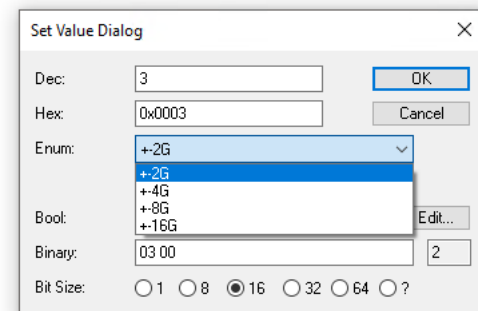 Set Value Dialog
Dec: 3 OK
Hex: 0x0003 Cancel
Enum: +-2G
+-2G
+-4G
+-8G
+-16G
Bool: Edit...
Binary: 03 00 2
Bit Size: 1 8 16 32 64 ?